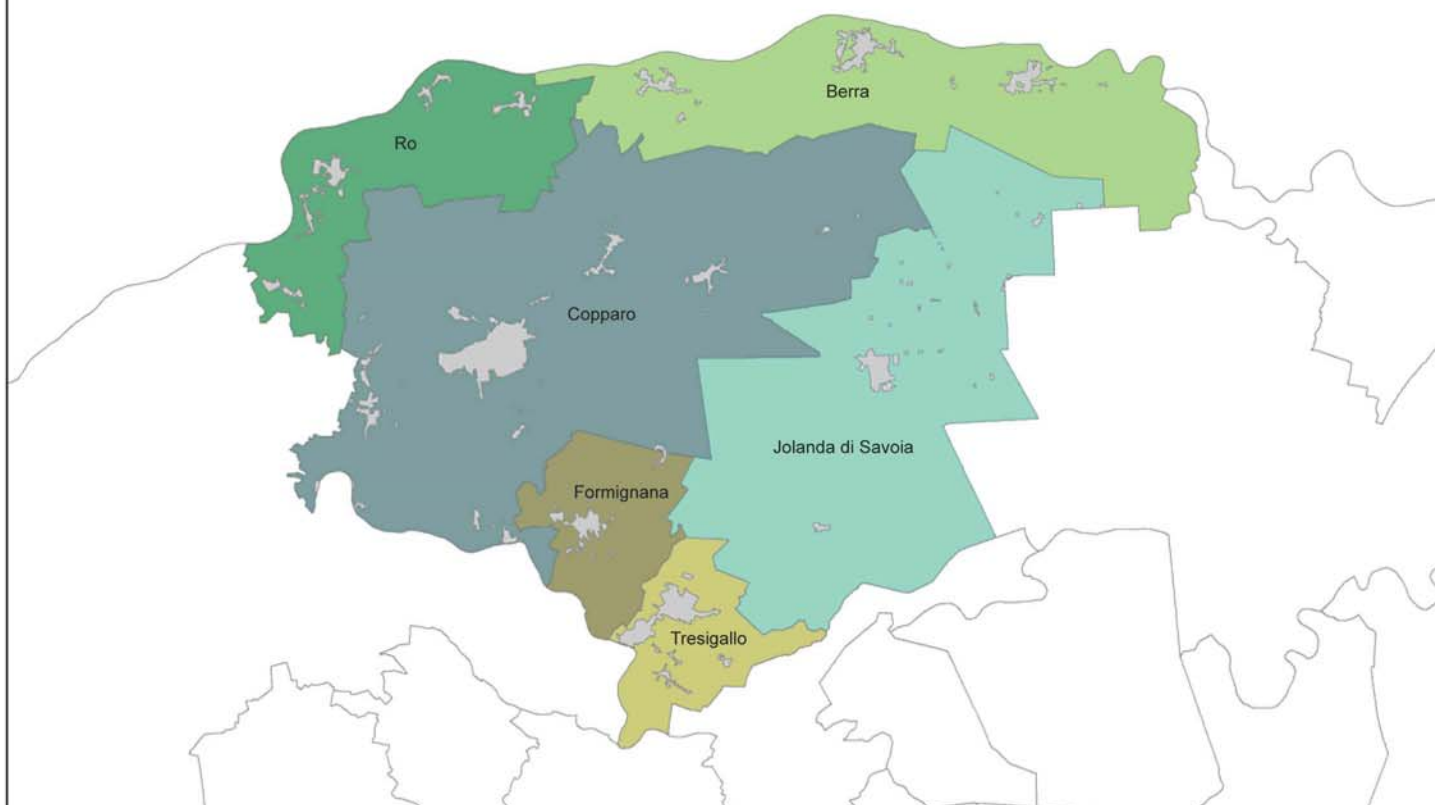 Berra
Ro
Copparo
Jolanda di Savoia
Formignana
Tresigallo